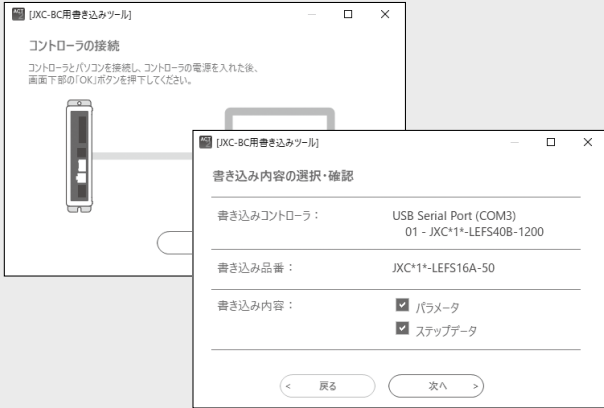 [JXC-BC用書き込みツール]
コントローラの接続
コントローラとパソコンを接続し、コントローラの電源を入れた後、
画面下部の「OK」ボタンを押下してください。
[JXC-BC用書き込みツール]
書き込み内容の選択・確認
書き込みコントローラ： USB Serial Port (COM3)
01 - JXC*1*-LEFS40B-1200
書き込み品番： JXC*1*-LEFS16A-50
書き込み内容： パラメータ
ステップデータ
< 戻る 次へ >